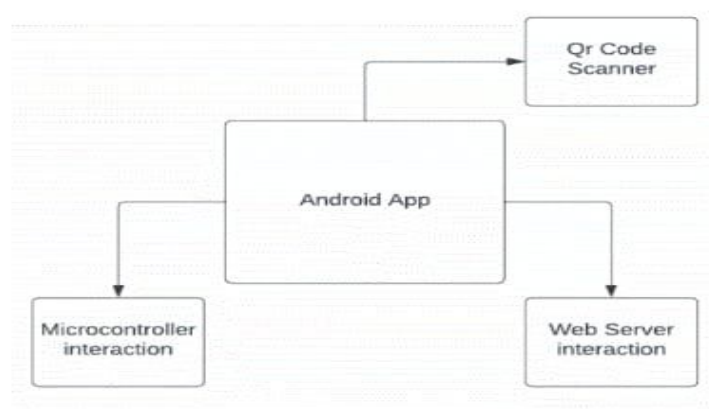 Qr Code
Scanner
Android App
Microcontroller
interaction
Web Server
interaction